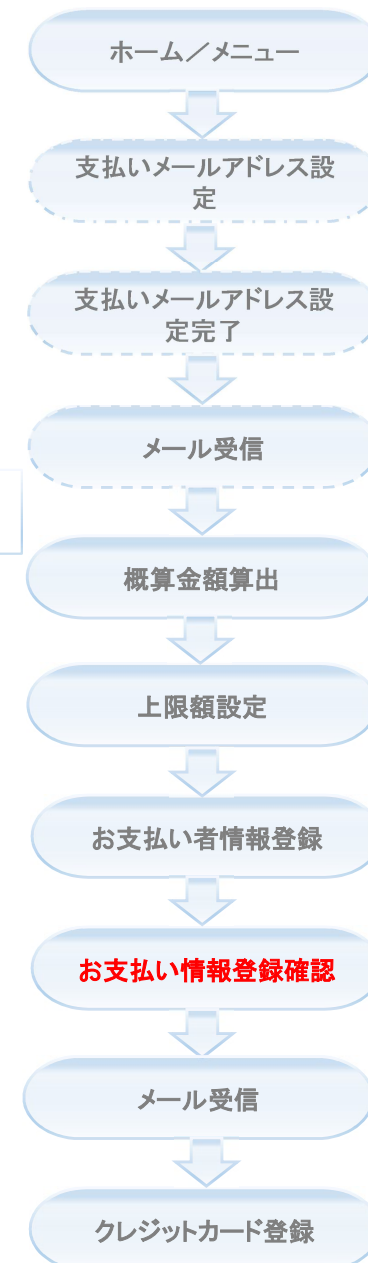 ホーム／メニュー
支払いメールアドレス設
定
支払いメールアドレス設
定完了
メール受信
概算金額算出
上限額設定
お支払い者情報登録
お支払い情報登録確認
メール受信
クレジットカード登録